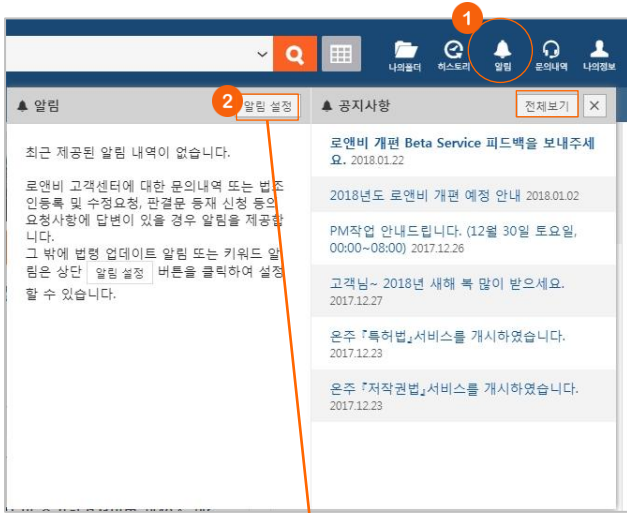 1
나의폴더 히스토리 알림 문의내역 나의정보
알림
2
알림 설정
최근 제공된 알림 내역이 없습니다.
로앤비 고객센터에 대한 문의내역 또는 법조
인등록 및 수정요청, 판결문 등재 신청 등의
요청사항에 답변이 있을 경우 알림을 제공합
니다.
그 밖에 법령 업데이트 알림 또는 키워드 알
림은 상단 알림 설정 버튼을 클릭하여 설정
할 수 있습니다.
공지사항
전체보기
로앤비 개편 Beta Service 피드백을 보내주세
요. 2018.01.22
2018년도 로앤비 개편 예정 안내 2018.01.02
PM작업 안내드립니다. (12월 30일 토요일,
00:00~08:00) 2017.12.26
고객님~ 2018년 새해 복 많이 받으세요.
2017.12.27
온주 『특허법』서비스를 개시하였습니다.
2017.12.23
온주 『저작권법』서비스를 개시하였습니다.
2017.12.23